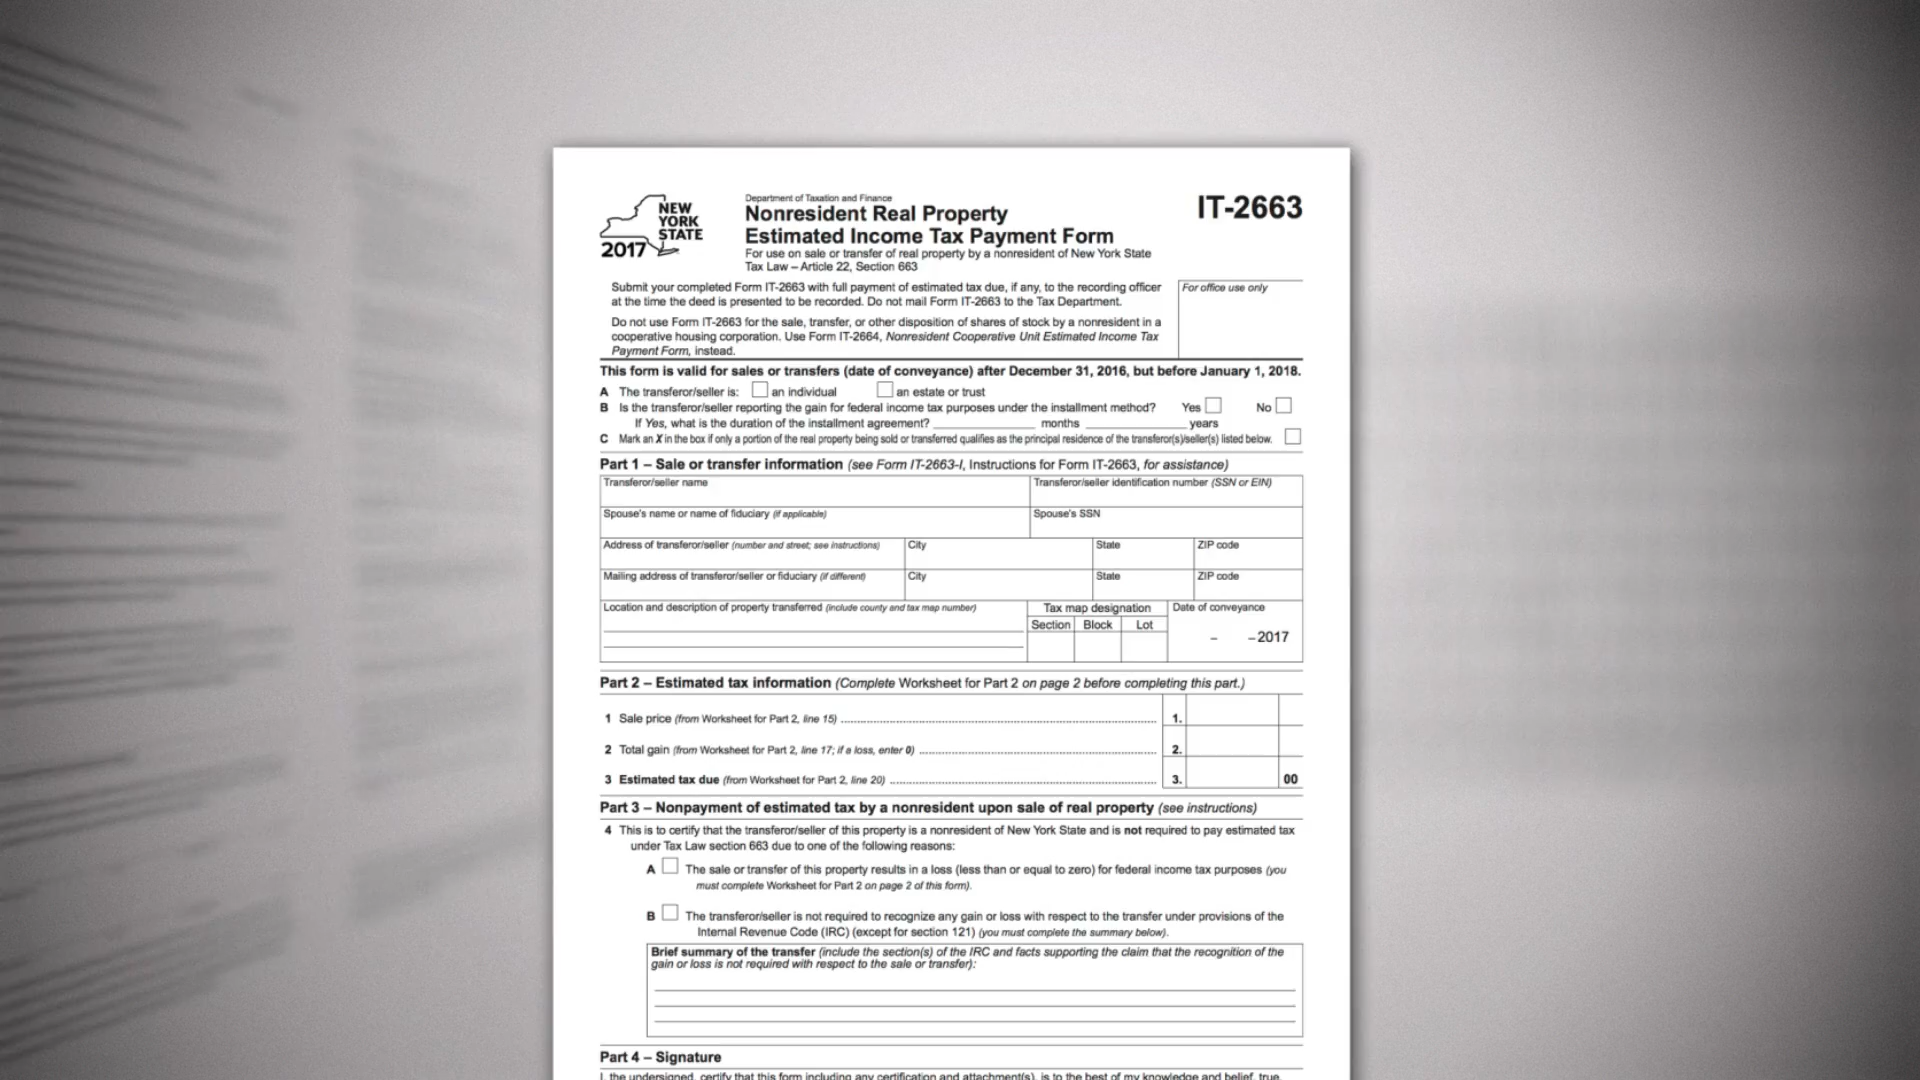 NEW
YORK
STATE
2017
Department of Taxation and Finance
Nonresident Real Property
Estimated Income Tax Payment Form
For use on sale or transfer of real property by a nonresident of New York State
Tax Law – Article 22, Section 663
IT-2663
Submit your completed Form IT-2663 with full payment of estimated tax due, if any, to the recording officer
at the time the deed is presented to be recorded. Do not mail Form IT-2663 to the Tax Department.
Do not use Form IT-2663 for the sale, transfer, or other disposition of shares of stock by a nonresident in a
cooperative housing corporation. Use Form IT-2664, Nonresident Cooperative Unit Estimated Income Tax
Payment Form, instead.
For office use only
This form is valid for sales or transfers (date of conveyance) after December 31, 2016, but before January 1, 2018.
A The transferor/seller is: an individual an estate or trust
B Is the transferor/seller reporting the gain for federal income tax purposes under the installment method? Yes No
If Yes, what is the duration of the installment agreement? months years
C Mark an X in the box if only a portion of the real property being sold or transferred qualifies as the principal residence of the transferor(s)/seller(s) listed below.
Part 1 – Sale or transfer information (see Form IT-2663-I, Instructions for Form IT-2663, for assistance)
Transferor/seller name Transferor/seller identification number (SSN or EIN)
Spouse's name or name of fiduciary (if applicable) Spouse's SSN
Address of transferor/seller (number and street; see instructions) City State ZIP code
Mailing address of transferor/seller or fiduciary (if different) City State ZIP code
Location and description of property transferred (include county and tax map number) Tax map designation Date of conveyance
Section Block Lot
– – 2017
Part 2 – Estimated tax information (Complete Worksheet for Part 2 on page 2 before completing this part.)
1 Sale price (from Worksheet for Part 2, line 15) 1.
2 Total gain (from Worksheet for Part 2, line 17; if a loss, enter 0) 2.
3 Estimated tax due (from Worksheet for Part 2, line 20) 3. 00
Part 3 – Nonpayment of estimated tax by a nonresident upon sale of real property (see instructions)
4 This is to certify that the transferor/seller of this property is a nonresident of New York State and is not required to pay estimated tax
under Tax Law section 663 due to one of the following reasons:
A The sale or transfer of this property results in a loss (less than or equal to zero) for federal income tax purposes (you
must complete Worksheet for Part 2 on page 2 of this form).
B The transferor/seller is not required to recognize any gain or loss with respect to the transfer under provisions of the
Internal Revenue Code (IRC) (except for section 121) (you must complete the summary below).
Brief summary of the transfer (include the section(s) of the IRC and facts supporting the claim that the recognition of the
gain or loss is not required with respect to the sale or transfer):
Part 4 – Signature
I, the undersigned, certify that this form including any certification and attachment(s), is to the best of my knowledge and belief, true,